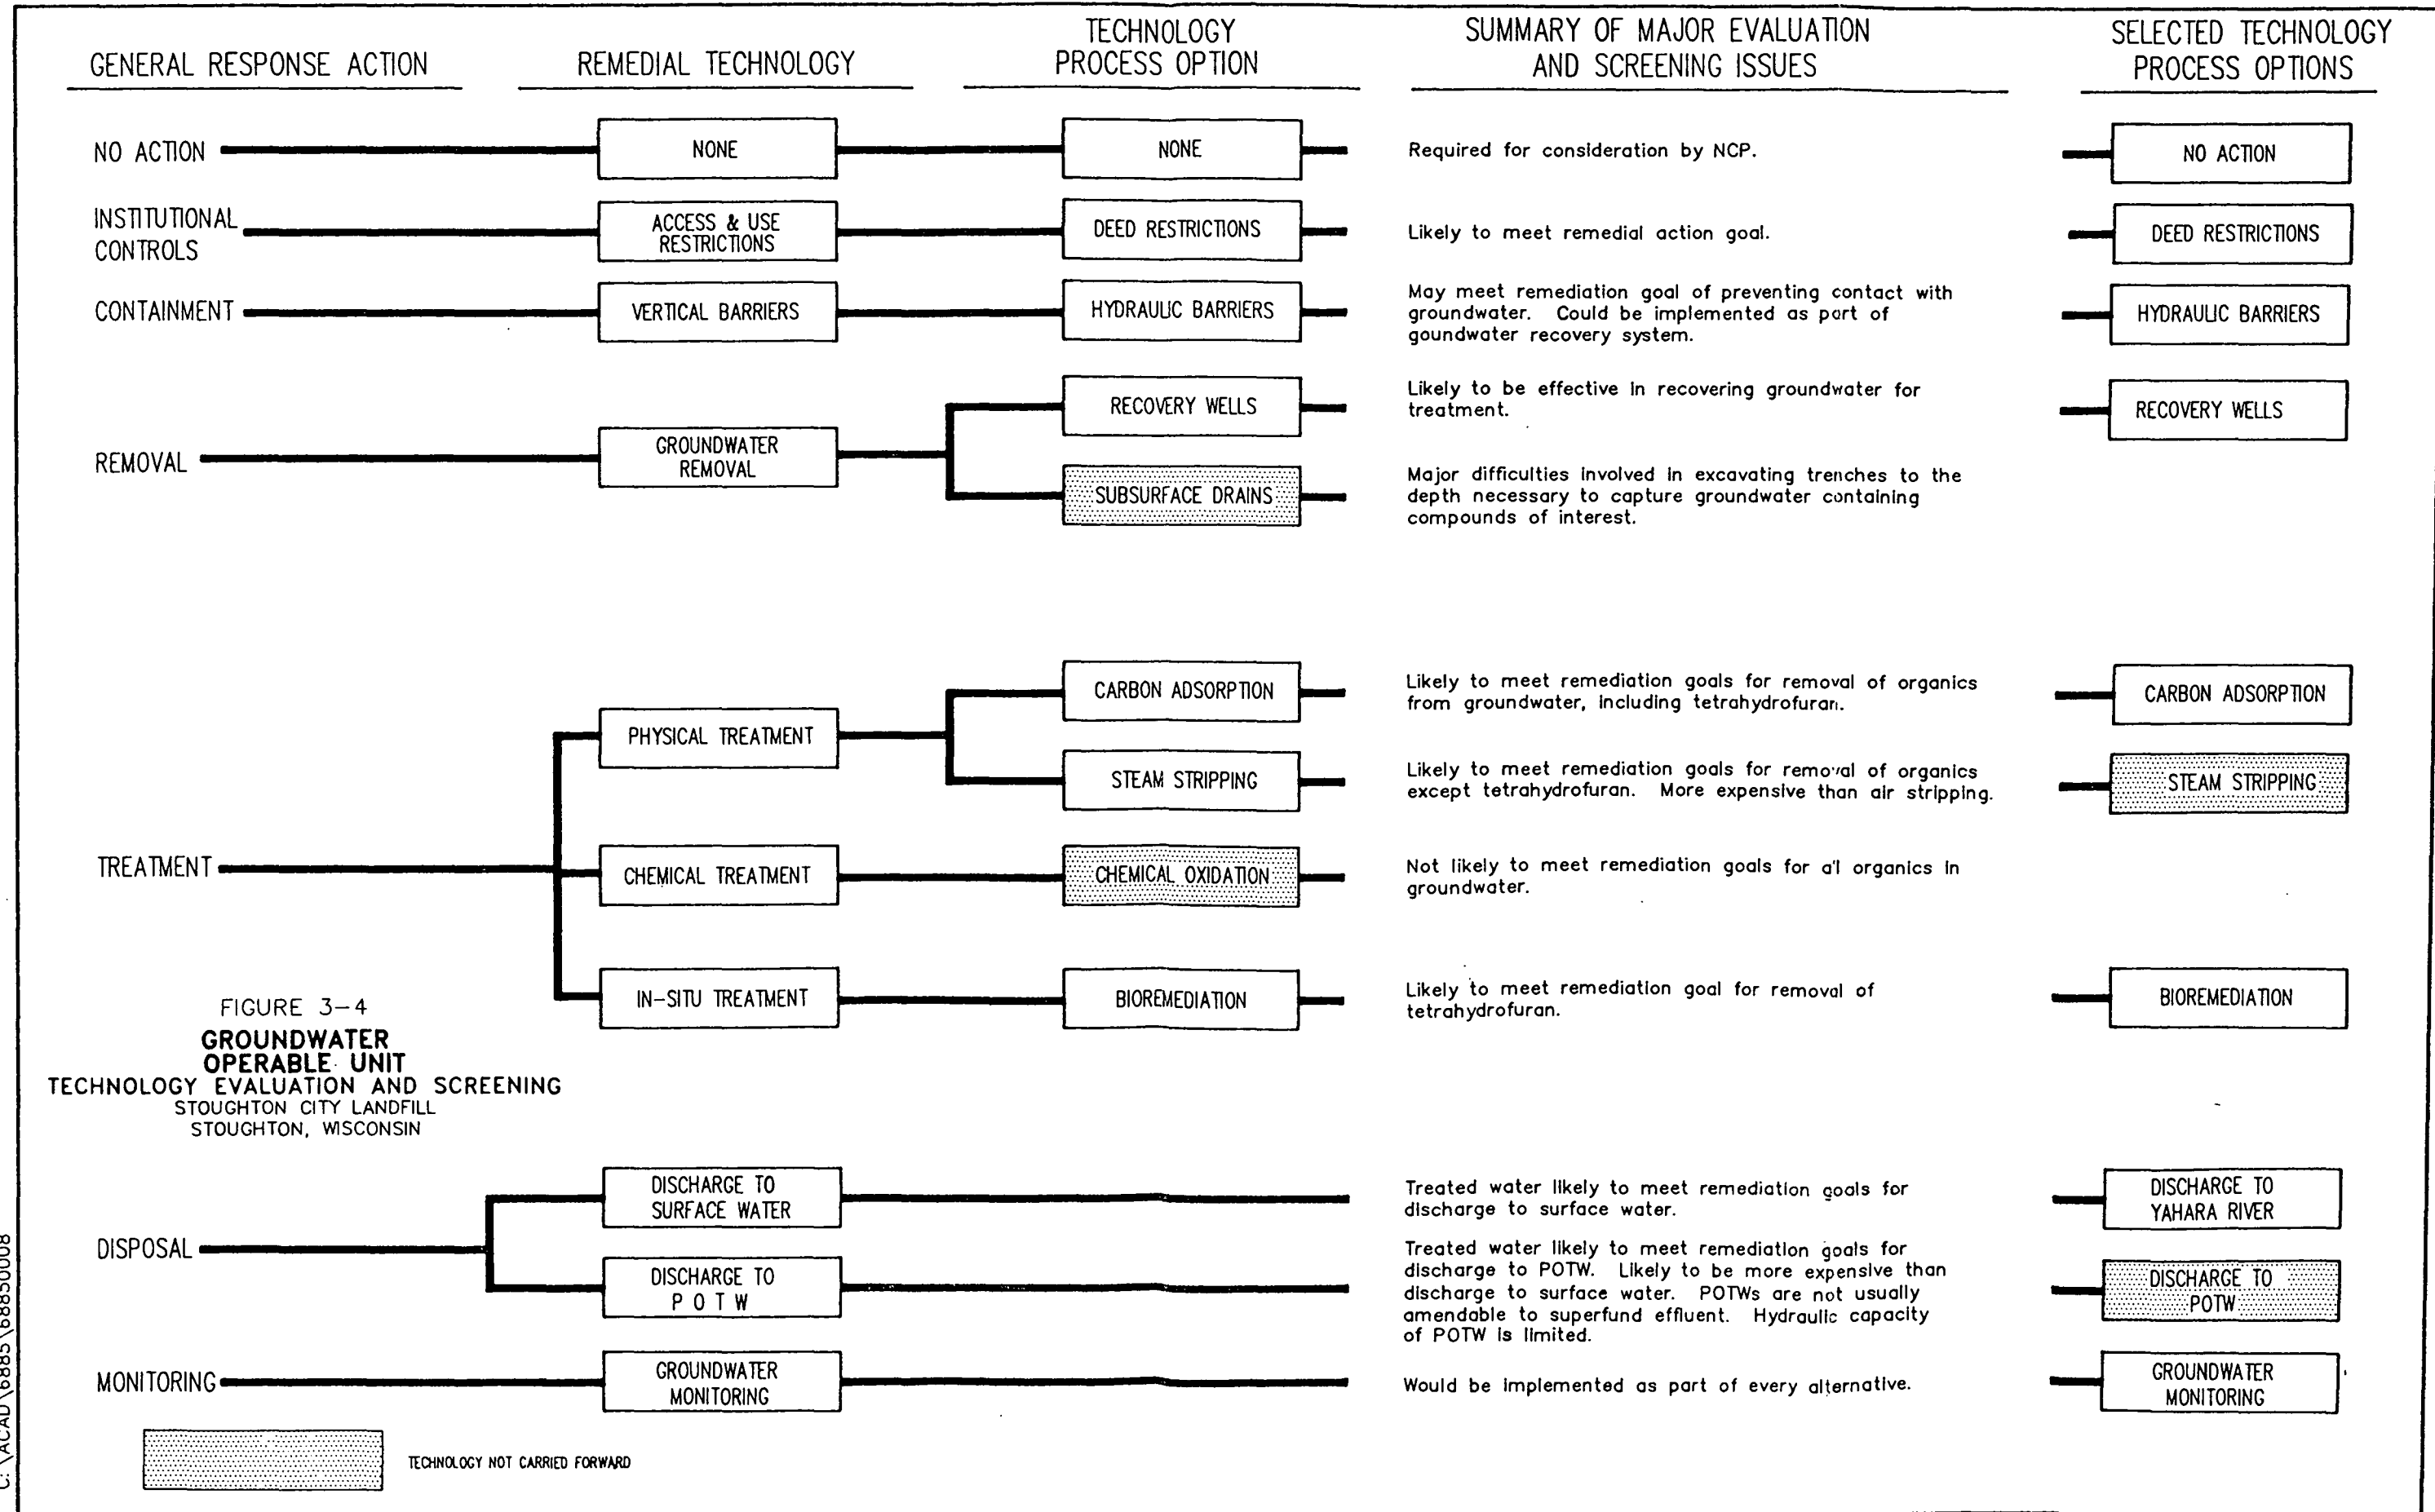 GENERAL RESPONSE ACTION
REMEDIAL TECHNOLOGY
TECHNOLOGY
PROCESS OPTION
SUMMARY OF MAJOR EVALUATION
AND SCREENING ISSUES
SELECTED TECHNOLOGY
PROCESS OPTIONS
NO ACTION
NONE
NONE
Required for consideration by NCP.
NO ACTION
INSTITUTIONAL
CONTROLS
ACCESS & USE
RESTRICTIONS
DEED RESTRICTIONS
Likely to meet remedial action goal.
DEED RESTRICTIONS
CONTAINMENT
VERTICAL BARRIERS
HYDRAULIC BARRIERS
May meet remediation goal of preventing contact with
groundwater. Could be implemented as part of
goundwater recovery system.
HYDRAULIC BARRIERS
REMOVAL
GROUNDWATER
REMOVAL
RECOVERY WELLS
Likely to be effective in recovering groundwater for
treatment.
RECOVERY WELLS
SUBSURFACE DRAINS
Major difficulties involved in excavating trenches to the
depth necessary to capture groundwater containing
compounds of interest.
TREATMENT
PHYSICAL TREATMENT
CARBON ADSORPTION
Likely to meet remediation goals for removal of organics
from groundwater, including tetrahydrofuran.
CARBON ADSORPTION
STEAM STRIPPING
Likely to meet remediation goals for removal of organics
except tetrahydrofuran. More expensive than air stripping.
STEAM STRIPPING
CHEMICAL TREATMENT
CHEMICAL OXIDATION
Not likely to meet remediation goals for all organics in
groundwater.
IN-SITU TREATMENT
BIOREMEDIATION
Likely to meet remediation goal for removal of
tetrahydrofuran.
BIOREMEDIATION
FIGURE 3-4
GROUNDWATER
OPERABLE UNIT
TECHNOLOGY EVALUATION AND SCREENING
STOUGHTON CITY LANDFILL
STOUGHTON, WISCONSIN
DISPOSAL
DISCHARGE TO
SURFACE WATER
Treated water likely to meet remediation goals for
discharge to surface water.
DISCHARGE TO
YAHARA RIVER
DISCHARGE TO
P O T W
Treated water likely to meet remediation goals for
discharge to POTW. Likely to be more expensive than
discharge to surface water. POTWs are not usually
amendable to superfund effluent. Hydraulic capacity
of POTW is limited.
DISCHARGE TO
POTW
MONITORING
GROUNDWATER
MONITORING
Would be implemented as part of every alternative.
GROUNDWATER
MONITORING
TECHNOLOGY NOT CARRIED FORWARD
C:\ACAD\6885\68850008